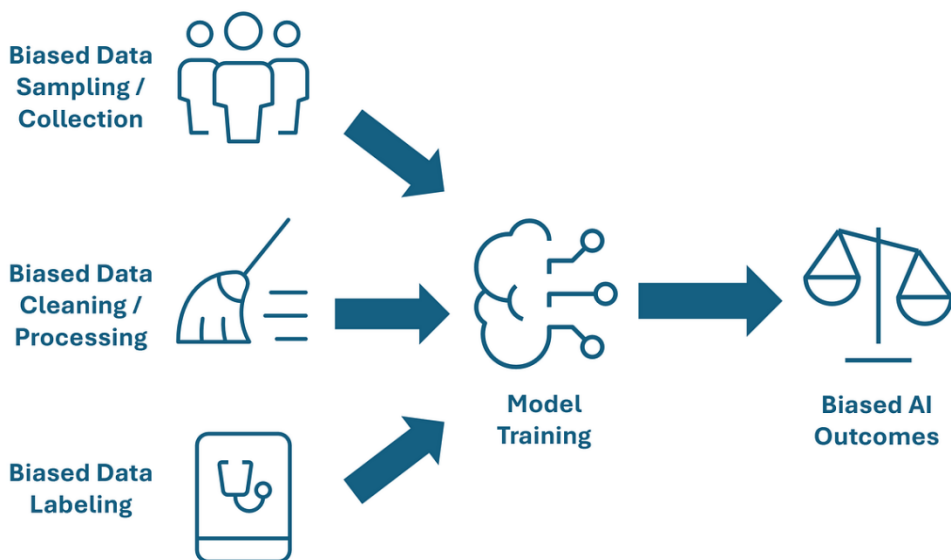 Biased Data
Sampling /
Collection
Biased Data
Cleaning /
Processing
Biased Data
Labeling
Model
Training
Biased AI
Outcomes